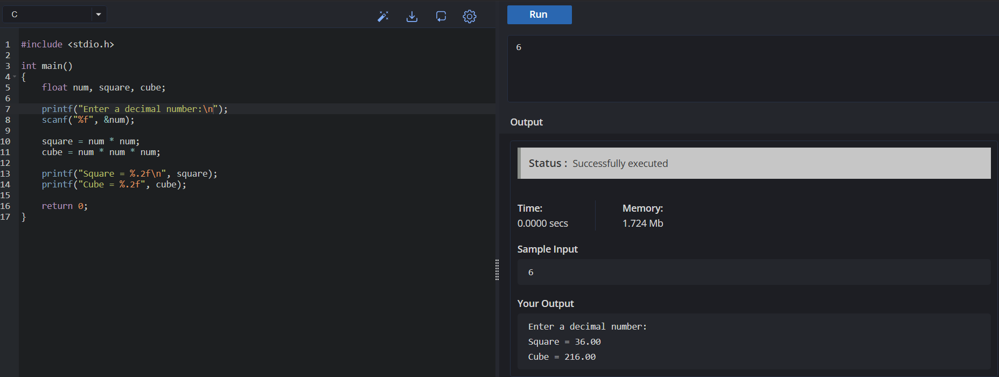 C
1 #include <stdio.h>
2
3 int main()
4 {
5     float num, square, cube;
6
7     printf("Enter a decimal number:\n");
8     scanf("%f", &num);
9
10     square = num * num;
11     cube = num * num * num;
12
13     printf("Square = %.2f\n", square);
14     printf("Cube = %.2f", cube);
15
16     return 0;
17 }
Run
6
Output
Status : Successfully executed
Time: Memory:
0.0000 secs 1.724 Mb
Sample Input
6
Your Output
Enter a decimal number:
Square = 36.00
Cube = 216.00